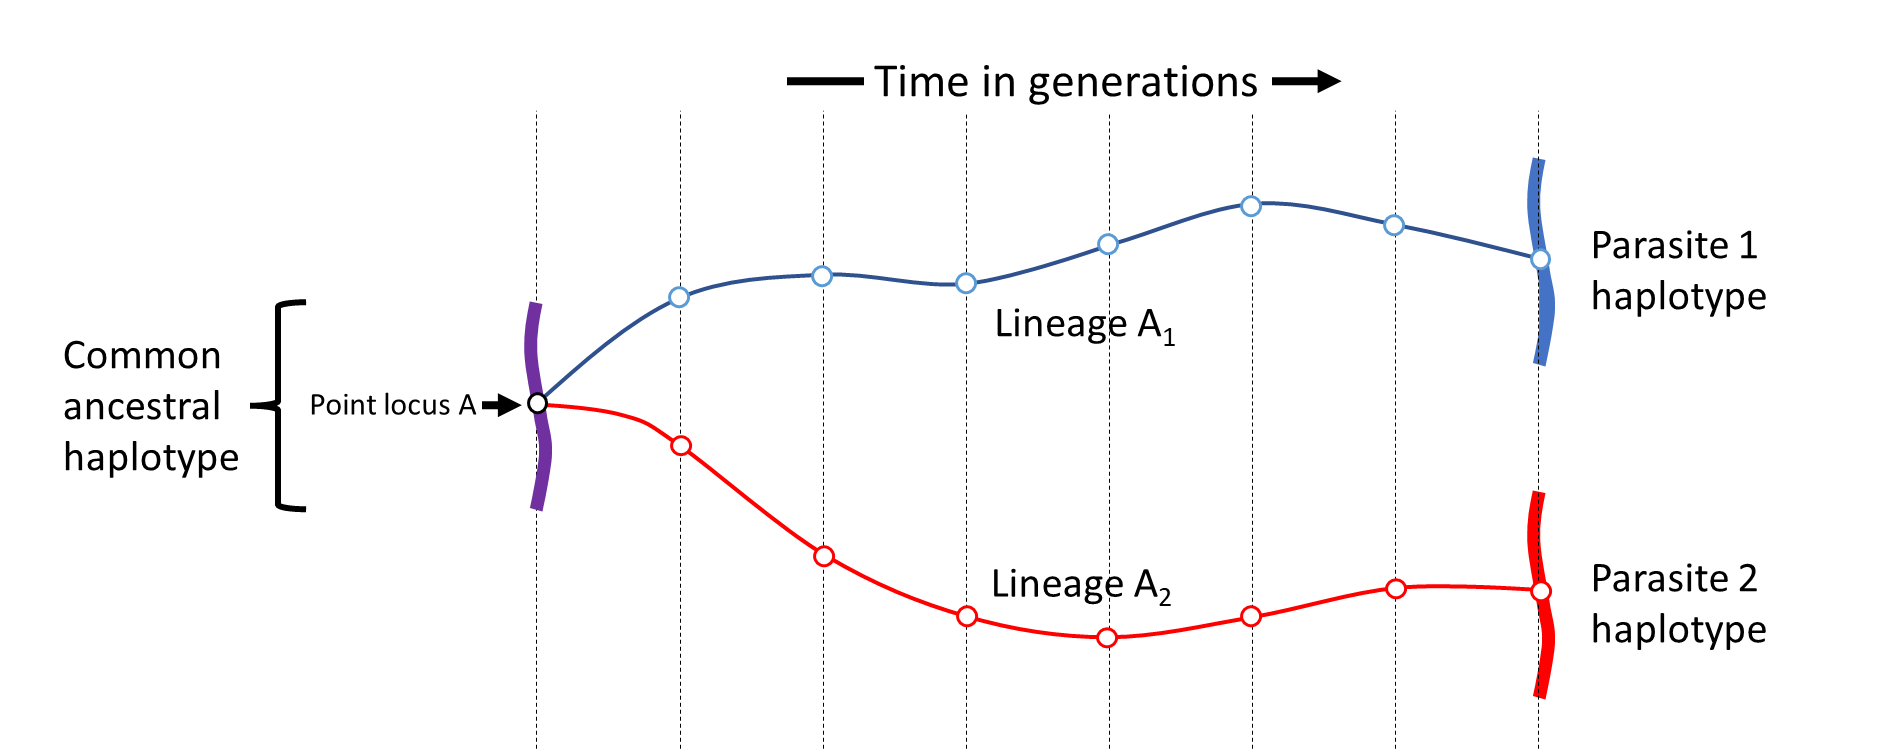 Time in generations
Parasite 1
haplotype
Lineage A1
Common
ancestral
haplotype
Point locus A
Lineage A2
Parasite 2
haplotype